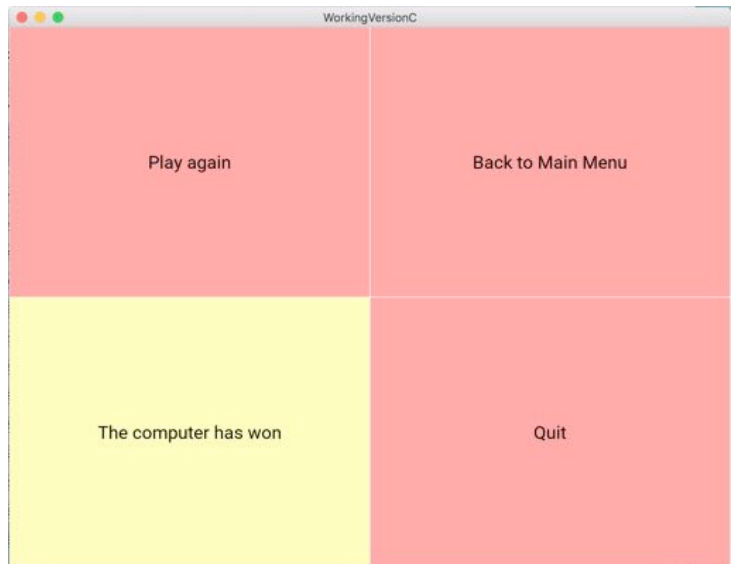 WorkingVersionC
Play again
Back to Main Menu
The computer has won
Quit